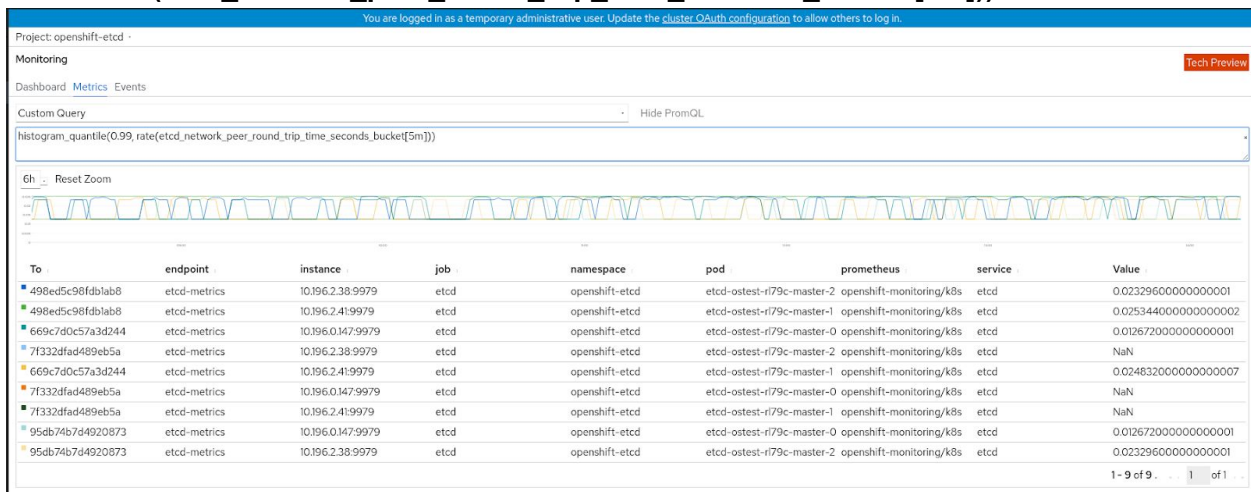 You are logged in as a temporary administrative user. Update the cluster OAuth configuration to allow others to log in.
Project: openshift-etcd
Monitoring
Tech Preview
Dashboard Metrics Events
Custom Query
Hide PromQL
histogram_quantile(0.99, rate(etcd_network_peer_round_trip_time_seconds_bucket[5m]))
6h Reset Zoom
To endpoint instance job namespace pod prometheus service Value
498ed5c98fdb1ab8 etcd-metrics 10.196.2.38:9979 etcd openshift-etcd etcd-ostest-rl79c-master-2 openshift-monitoring/k8s etcd 0.023296000000000001
498ed5c98fdb1ab8 etcd-metrics 10.196.2.41:9979 etcd openshift-etcd etcd-ostest-rl79c-master-1 openshift-monitoring/k8s etcd 0.025344000000000002
669c7d0c57a3d244 etcd-metrics 10.196.0.147:9979 etcd openshift-etcd etcd-ostest-rl79c-master-0 openshift-monitoring/k8s etcd 0.012672000000000001
7f332dfad489eb5a etcd-metrics 10.196.2.38:9979 etcd openshift-etcd etcd-ostest-rl79c-master-2 openshift-monitoring/k8s etcd NaN
669c7d0c57a3d244 etcd-metrics 10.196.2.41:9979 etcd openshift-etcd etcd-ostest-rl79c-master-1 openshift-monitoring/k8s etcd 0.024832000000000007
7f332dfad489eb5a etcd-metrics 10.196.0.147:9979 etcd openshift-etcd etcd-ostest-rl79c-master-0 openshift-monitoring/k8s etcd NaN
7f332dfad489eb5a etcd-metrics 10.196.2.41:9979 etcd openshift-etcd etcd-ostest-rl79c-master-1 openshift-monitoring/k8s etcd NaN
95db74b7d4920873 etcd-metrics 10.196.0.147:9979 etcd openshift-etcd etcd-ostest-rl79c-master-0 openshift-monitoring/k8s etcd 0.012672000000000001
95db74b7d4920873 etcd-metrics 10.196.2.38:9979 etcd openshift-etcd etcd-ostest-rl79c-master-2 openshift-monitoring/k8s etcd 0.023296000000000001
1 - 9 of 9 1 of 1